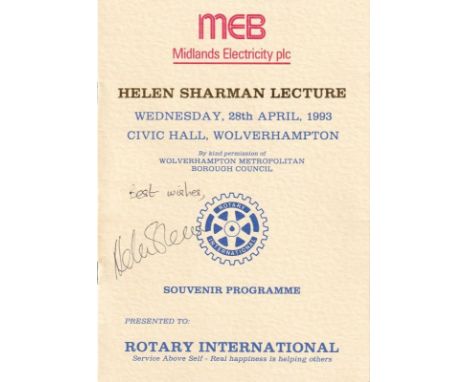 MEB
Midlands Electricity plc
HELEN SHARMAN LECTURE
WEDNESDAY, 28th APRIL, 1993
CIVIC HALL, WOLVERHAMPTON
By kind permission of
WOLVERHAMPTON METROPOLITAN
BOROUGH COUNCIL
Best wishes,
ROTARY
INTERNATIONAL
Helen S
SOUVENIR PROGRAMME
PRESENTED TO:
ROTARY INTERNATIONAL
Service Above Self - Real happiness is helping others